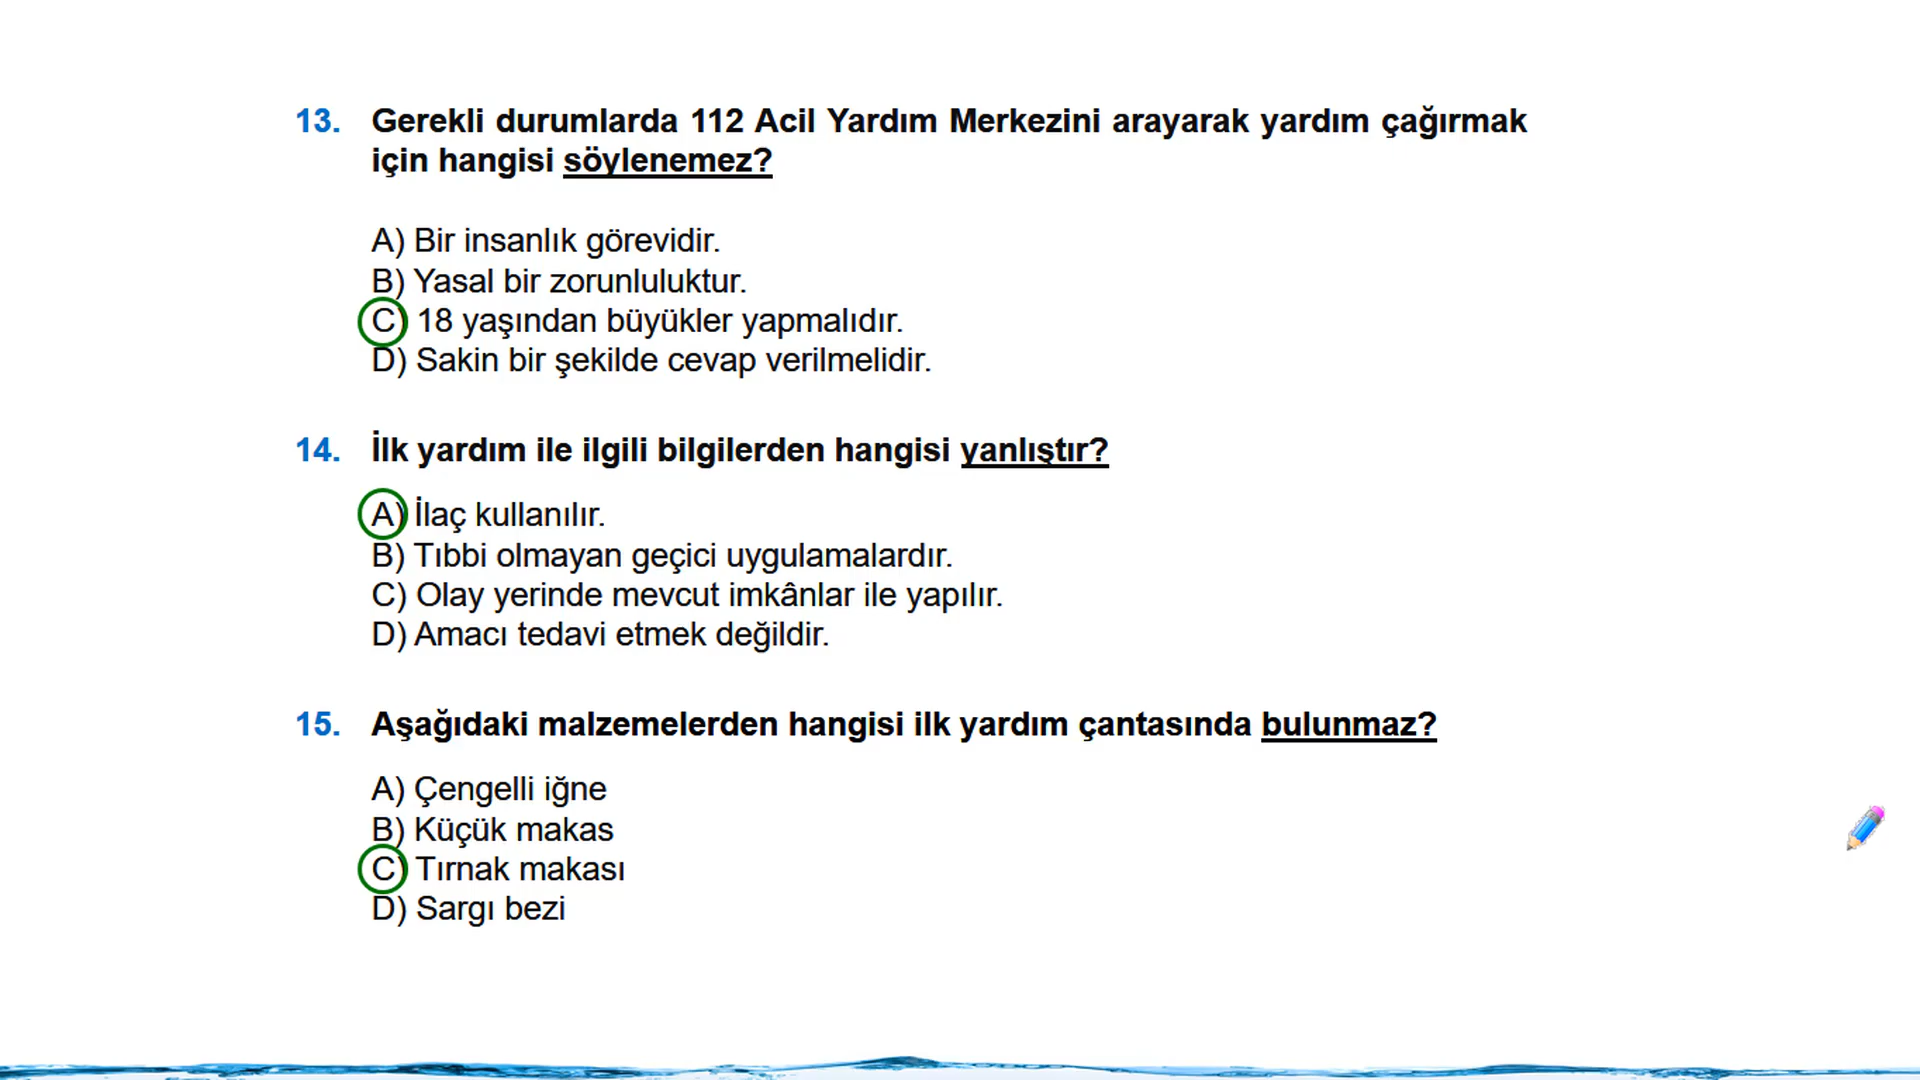 13. Gerekli durumlarda 112 Acil Yardım Merkezini arayarak yardım çağırmak
için hangisi söylenemez?
A) Bir insanlık görevidir.
B) Yasal bir zorunluluktur.
C) 18 yaşından büyükler yapmalıdır.
D) Sakin bir şekilde cevap verilmelidir.
14. İlk yardım ile ilgili bilgilerden hangisi yanlıştır?
A) İlaç kullanılır.
B) Tıbbi olmayan geçici uygulamalardır.
C) Olay yerinde mevcut imkânlar ile yapılır.
D) Amacı tedavi etmek değildir.
15. Aşağıdaki malzemelerden hangisi ilk yardım çantasında bulunmaz?
A) Çengelli iğne
B) Küçük makas
C) Tırnak makası
D) Sargı bezi